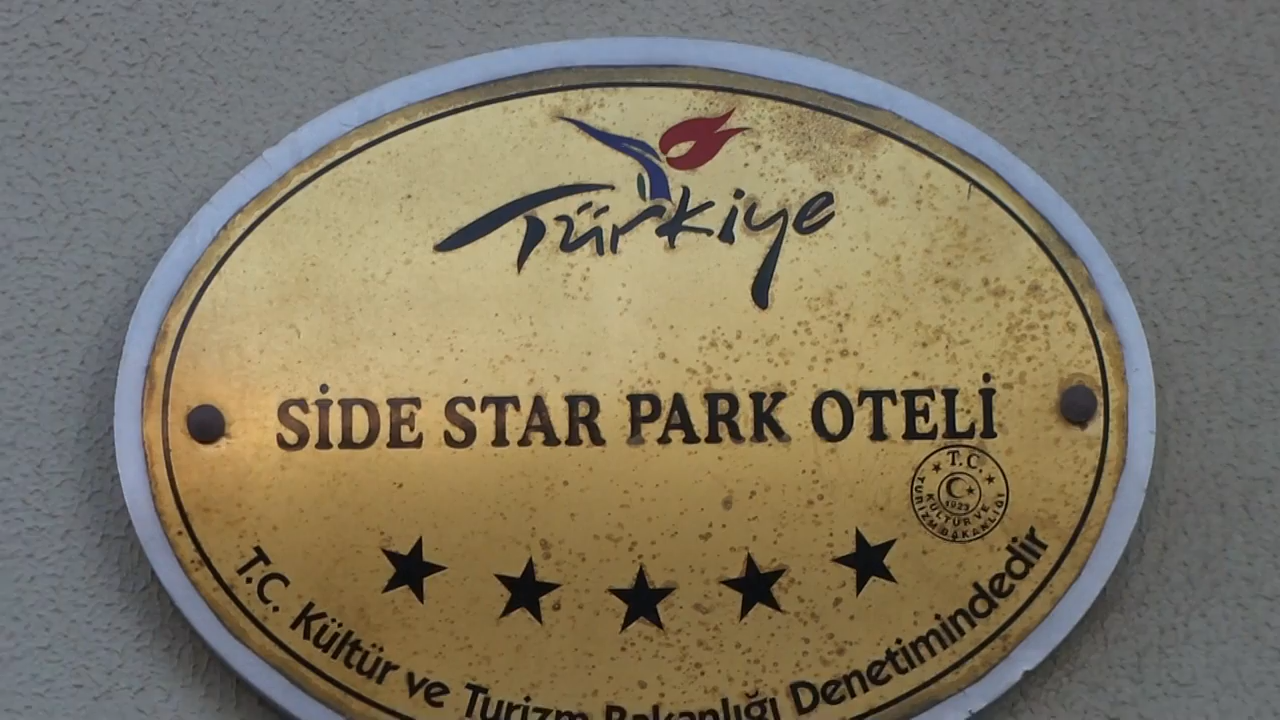 Türkiye
SİDE STAR PARK OTELİ
T.C.
KÜLTÜR VE
TURİZM BAKANLIĞI
1923
T.C. Kültür ve Turizm Bakanlığı Denetimindedir